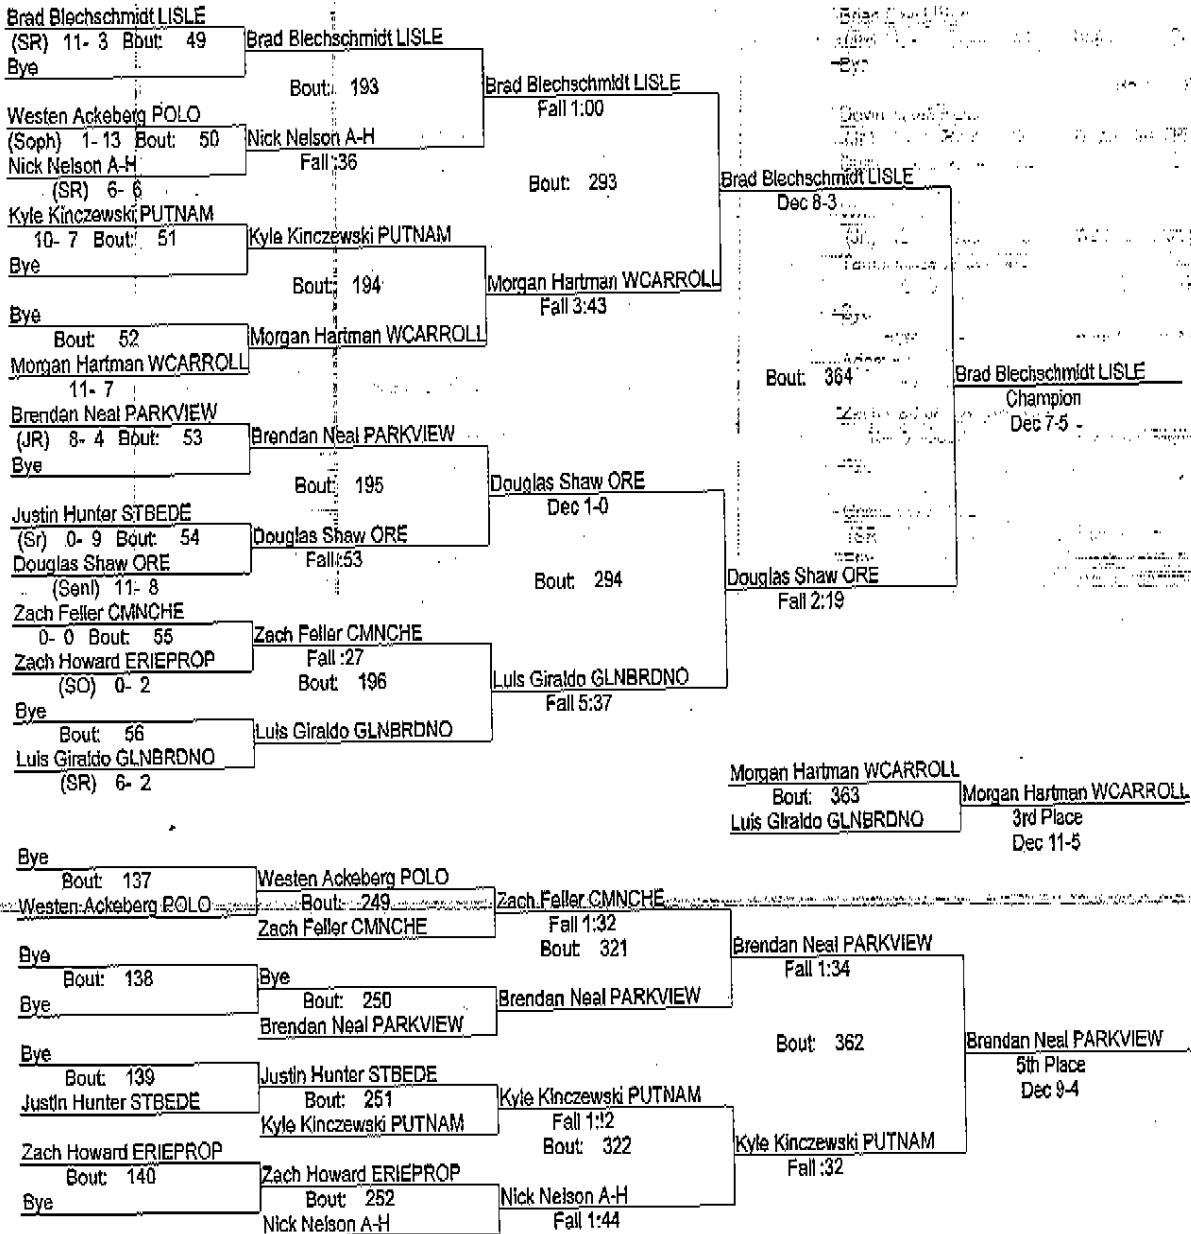 Brad Blechschmidt LISLE
(SR) 11- 3 Bout: 49
Bye
Brad Blechschmidt LISLE
Bout: 193
Westen Ackeberg POLO
(Soph) 1- 13 Bout: 50
Nick Nelson A-H
(SR) 6- 6
Nick Nelson A-H
Fall :36
Brad Blechschmidt LISLE
Fall 1:00
Bout: 293
Kyle Kinczewski PUTNAM
10- 7 Bout: 51
Bye
Kyle Kinczewski PUTNAM
Bout: 194
Bye
Bout: 52
Morgan Hartman WCARROLL
11- 7
Morgan Hartman WCARROLL
Morgan Hartman WCARROLL
Fall 3:43
Brad Blechschmidt LISLE
Dec 8-3
Bout: 364
Brad Blechschmidt LISLE
Champion
Dec 7-5
Brendan Neal PARKVIEW
(JR) 8- 4 Bout: 53
Bye
Brendan Neal PARKVIEW
Bout: 195
Justin Hunter STBEDE
(Sr) 0- 9 Bout: 54
Douglas Shaw ORE
(Seni) 11- 8
Douglas Shaw ORE
Fall :53
Douglas Shaw ORE
Dec 1-0
Bout: 294
Zach Feller CMNCHE
0- 0 Bout: 55
Zach Howard ERIEPROP
(SO) 0- 2
Zach Feller CMNCHE
Fall :27
Bout: 196
Bye
Bout: 56
Luis Giraldo GLNBRDNO
(SR) 6- 2
Luis Giraldo GLNBRDNO
Luis Giraldo GLNBRDNO
Fall 5:37
Douglas Shaw ORE
Fall 2:19
Morgan Hartman WCARROLL
Bout: 363
Luis Giraldo GLNBRDNO
Morgan Hartman WCARROLL
3rd Place
Dec 11-5
Bye
Bout: 137
Westen Ackeberg POLO
Westen Ackeberg POLO
Bout: 249
Zach Feller CMNCHE
Zach Feller CMNCHE
Fall 1:32
Bout: 321
Bye
Bout: 138
Bye
Bye
Bout: 250
Brendan Neal PARKVIEW
Brendan Neal PARKVIEW
Brendan Neal PARKVIEW
Fall 1:34
Bout: 362
Brendan Neal PARKVIEW
5th Place
Dec 9-4
Bye
Bout: 139
Justin Hunter STBEDE
Justin Hunter STBEDE
Bout: 251
Kyle Kinczewski PUTNAM
Kyle Kinczewski PUTNAM
Fall
Bout: 322
Zach Howard ERIEPROP
Bout: 140
Bye
Zach Howard ERIEPROP
Bout: 252
Nick Nelson A-H
Nick Nelson A-H
Fall 1:44
Kyle Kinczewski PUTNAM
Fall :32